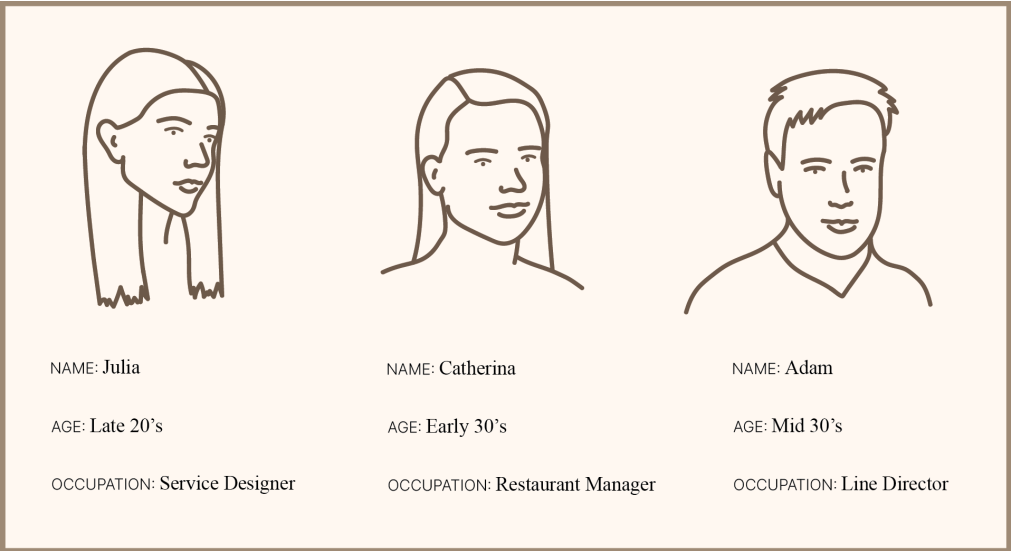 NAME: Julia
AGE: Late 20’s
OCCUPATION: Service Designer
NAME: Catherina
AGE: Early 30’s
OCCUPATION: Restaurant Manager
NAME: Adam
AGE: Mid 30’s
OCCUPATION: Line Director